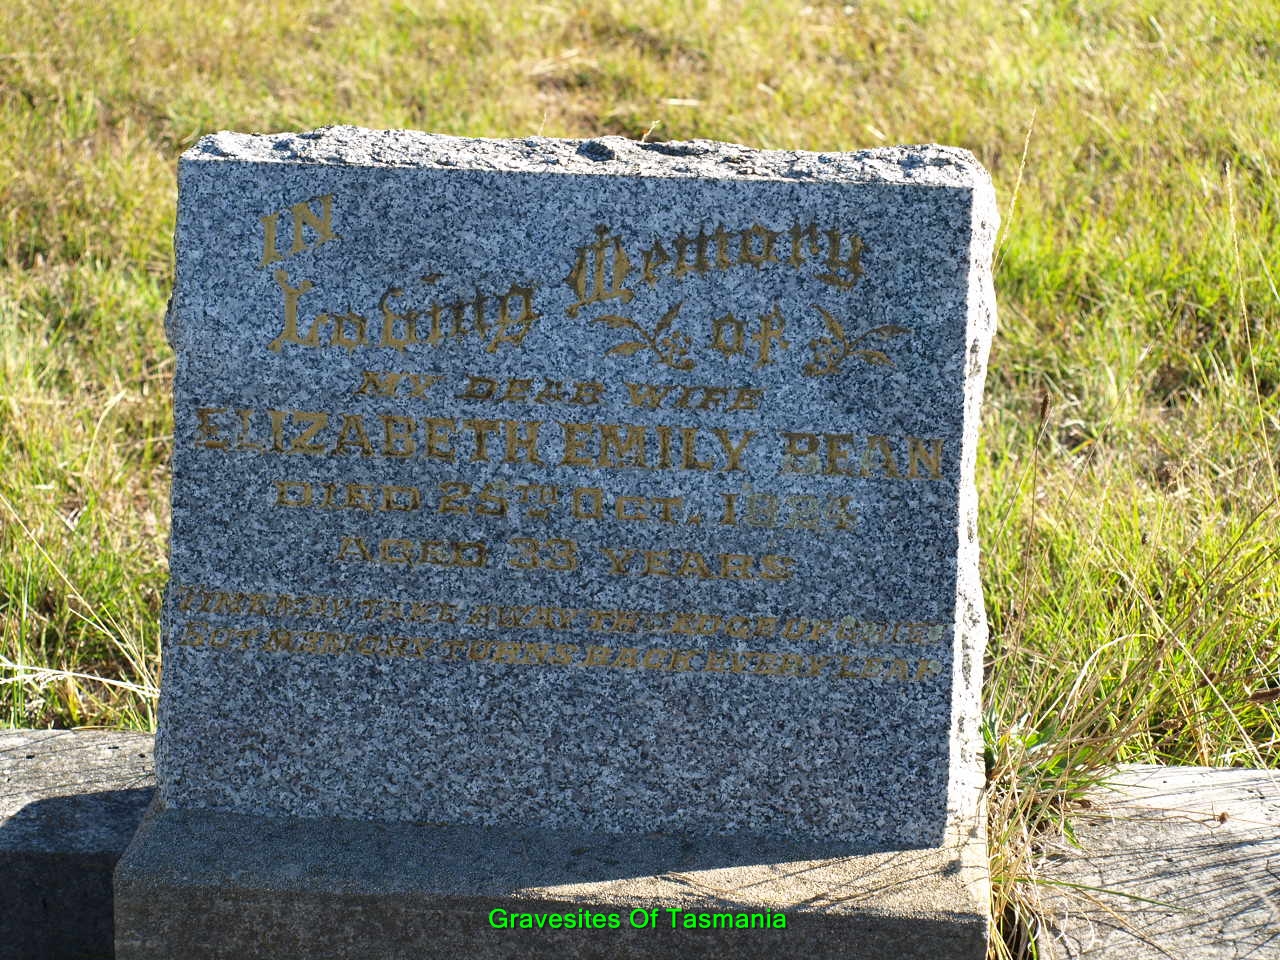 IN
Loving Memory
of
MY DEAR WIFE
ELIZABETH EMILY BEAN
DIED 25TH OCT. 1924
AGED 33 YEARS
TIME MAY TAKE AWAY THE EDGE OF GRIEF
BUT MEMORY TURNS BACK EVERY LEAF
Gravesites Of Tasmania